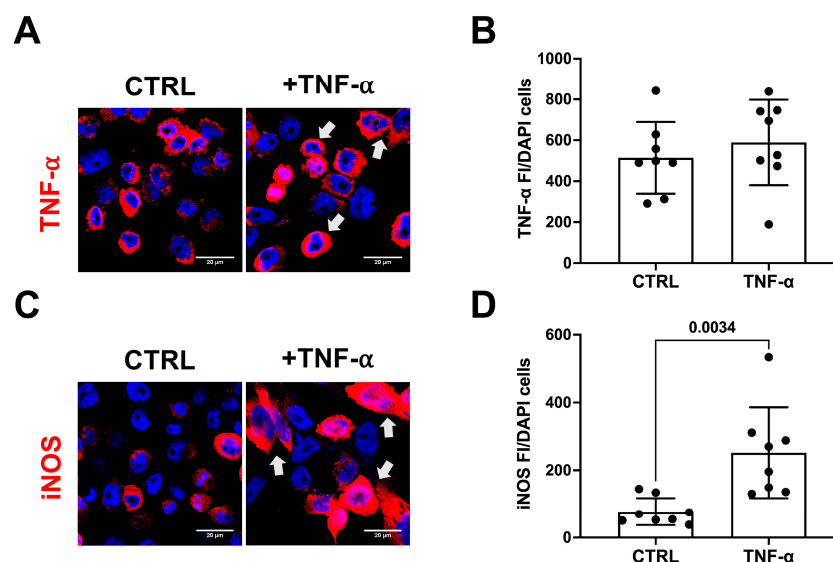 A
CTRL
+TNF-α
TNF-α
20 µm
20 µm
B
TNF-α FI/DAPI cells
1000
800
600
400
200
0
CTRL
TNF-α
C
CTRL
+TNF-α
iNOS
20 µm
20 µm
D
iNOS FI/DAPI cells
600
400
200
0
0.0034
CTRL
TNF-α